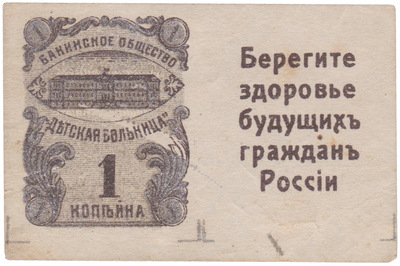 БАКИНСКОЕ ОБЩЕСТВО
"ДѢТСКАЯ БОЛЬНИЦА"
1
КОПѢЙКА
Берегите
здоровье
будущихъ
гражданъ
Россіи